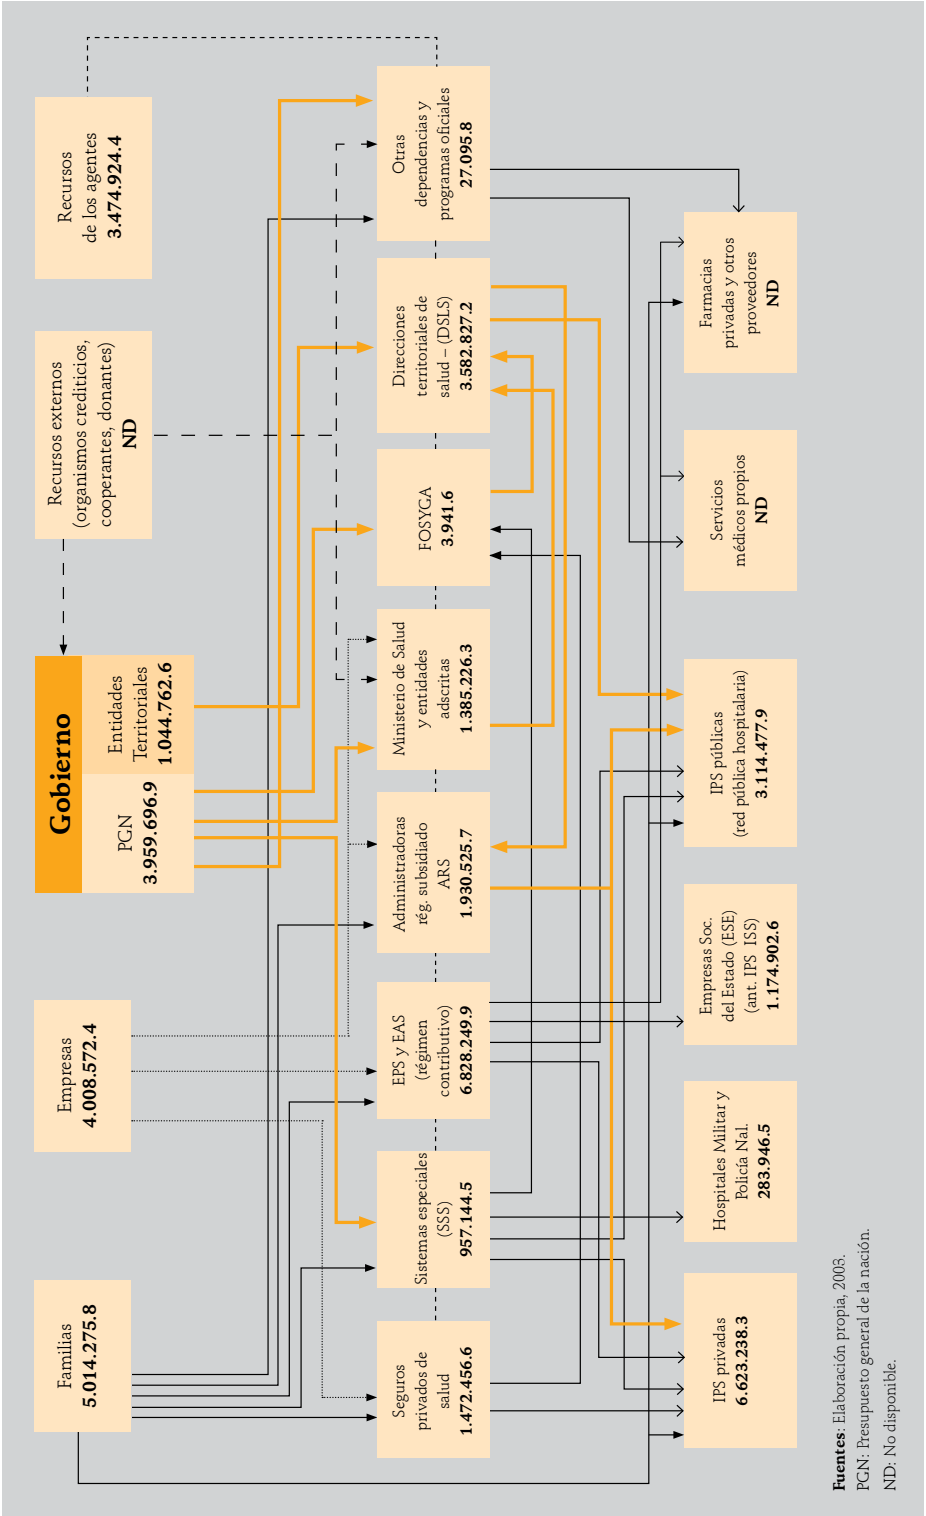 Familias
5.014.275.8
Empresas
4.008.572.4
Gobierno
PGN
3.959.696.9
Entidades
Territoriales
1.044.762.6
Recursos externos
(organismos crediticios,
cooperantes, donantes)
ND
Recursos
de los agentes
3.474.924.4
Seguros
privados de
salud
1.472.456.6
Sistemas especiales
(SSS)
957.144.5
EPS y EAS
(régimen
contributivo)
6.828.249.9
Administradoras
rég. subsidiado
ARS
1.930.525.7
Ministerio de Salud
y entidades
adscritas
1.385.226.3
FOSYGA
3.941.6
Direcciones
territoriales de
salud – (DSLS)
3.582.827.2
Otras
dependencias y
programas oficiales
27.095.8
IPS privadas
6.623.238.3
Hospitales Militar y
Policía Nal.
283.946.5
Empresas Soc.
del Estado (ESE)
(ant. IPS ISS)
1.174.902.6
IPS públicas
(red pública hospitalaria)
3.114.477.9
Servicios
médicos propios
ND
Farmacias
privadas y otros
proveedores
ND
Fuentes: Elaboración propia, 2003.
PGN: Presupuesto general de la nación.
ND: No disponible.